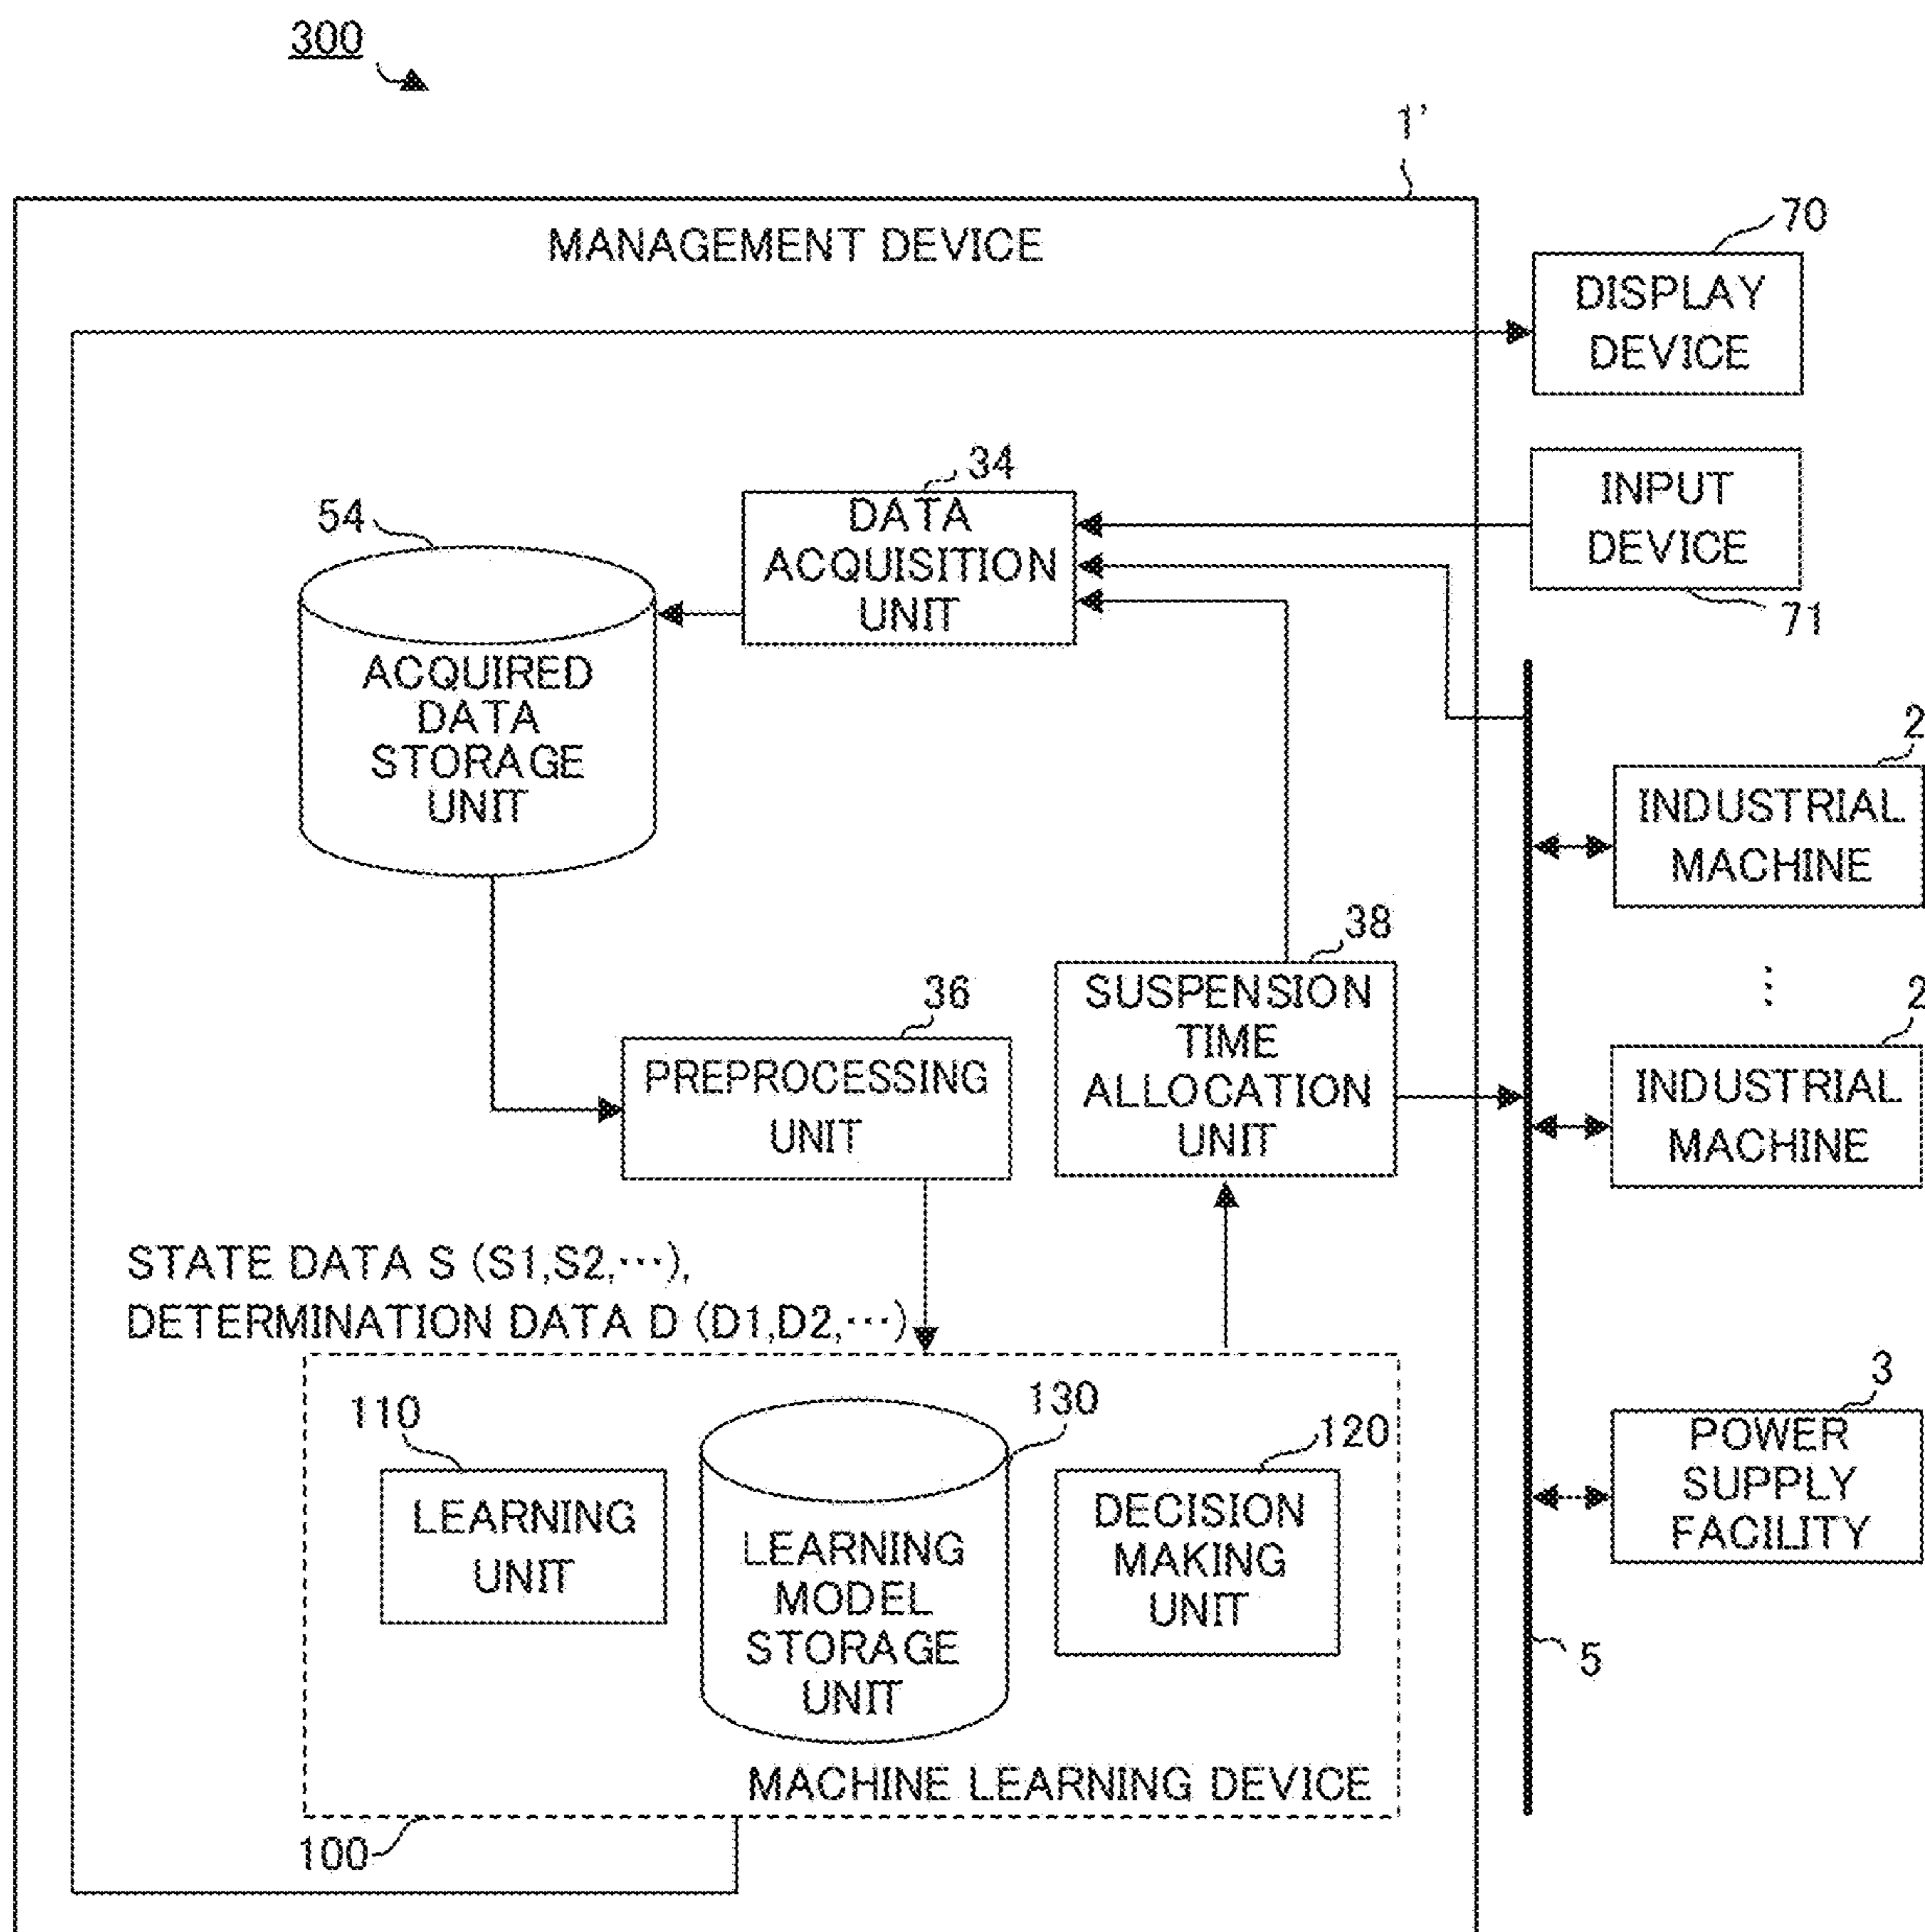 300
1'
MANAGEMENT DEVICE
70
DISPLAY
DEVICE
34
DATA
ACQUISITION
UNIT
INPUT
DEVICE
71
54
ACQUIRED
DATA
STORAGE
UNIT
2
INDUSTRIAL
MACHINE
⋮
2
INDUSTRIAL
MACHINE
38
SUSPENSION
TIME
ALLOCATION
UNIT
36
PREPROCESSING
UNIT
STATE DATA S (S1,S2,⋯),
DETERMINATION DATA D (D1,D2,⋯)
110
LEARNING
UNIT
130
LEARNING
MODEL
STORAGE
UNIT
120
DECISION
MAKING
UNIT
3
POWER
SUPPLY
FACILITY
5
MACHINE LEARNING DEVICE
100